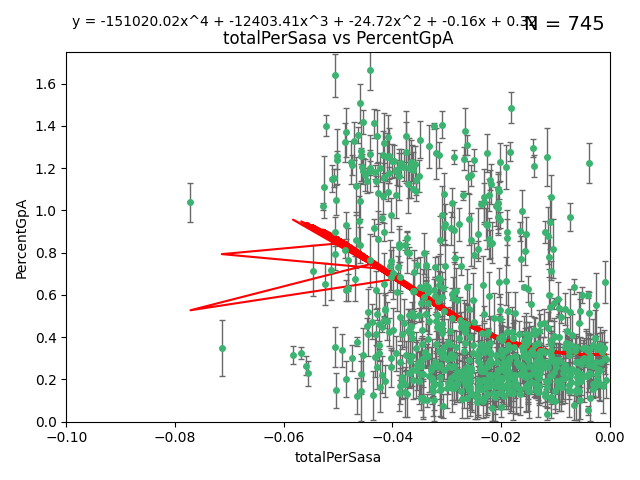 y = -151020.02x^4 + -12403.41x^3 + -24.72x^2 + -0.16x + 0.32
N = 745
totalPerSasa vs PercentGpA
1.6
1.4
1.2
1.0
0.8
0.6
0.4
0.2
0.0
PercentGpA
−0.10 −0.08 −0.06 −0.04 −0.02 0.00
totalPerSasa